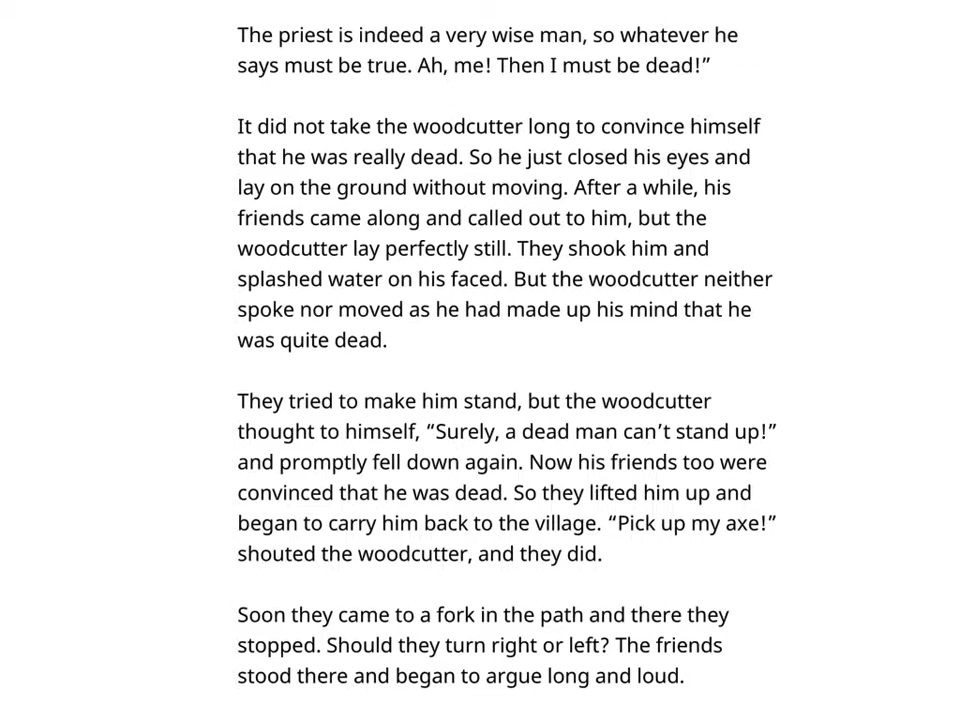 The priest is indeed a very wise man, so whatever he
says must be true. Ah, me! Then I must be dead!”
It did not take the woodcutter long to convince himself
that he was really dead. So he just closed his eyes and
lay on the ground without moving. After a while, his
friends came along and called out to him, but the
woodcutter lay perfectly still. They shook him and
splashed water on his faced. But the woodcutter neither
spoke nor moved as he had made up his mind that he
was quite dead.
They tried to make him stand, but the woodcutter
thought to himself, “Surely, a dead man can’t stand up!”
and promptly fell down again. Now his friends too were
convinced that he was dead. So they lifted him up and
began to carry him back to the village. “Pick up my axe!”
shouted the woodcutter, and they did.
Soon they came to a fork in the path and there they
stopped. Should they turn right or left? The friends
stood there and began to argue long and loud.